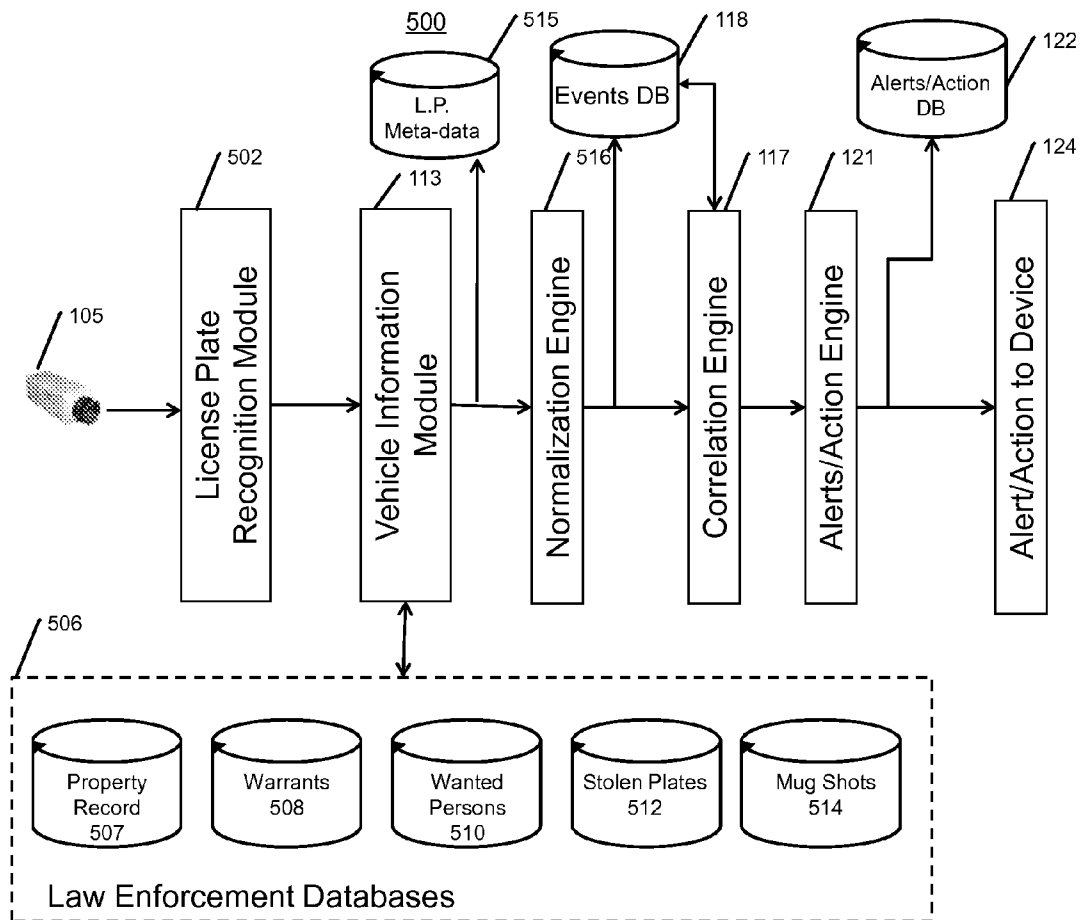 500
515
118
122
L.P.
Meta-data
Events DB
Alerts/Action
DB
502
113
516
117
121
124
105
License Plate
Recognition Module
Vehicle Information
Module
Normalization Engine
Correlation Engine
Alerts/Action Engine
Alert/Action to Device
506
Property
Record
507
Warrants
508
Wanted
Persons
510
Stolen Plates
512
Mug Shots
514
Law Enforcement Databases